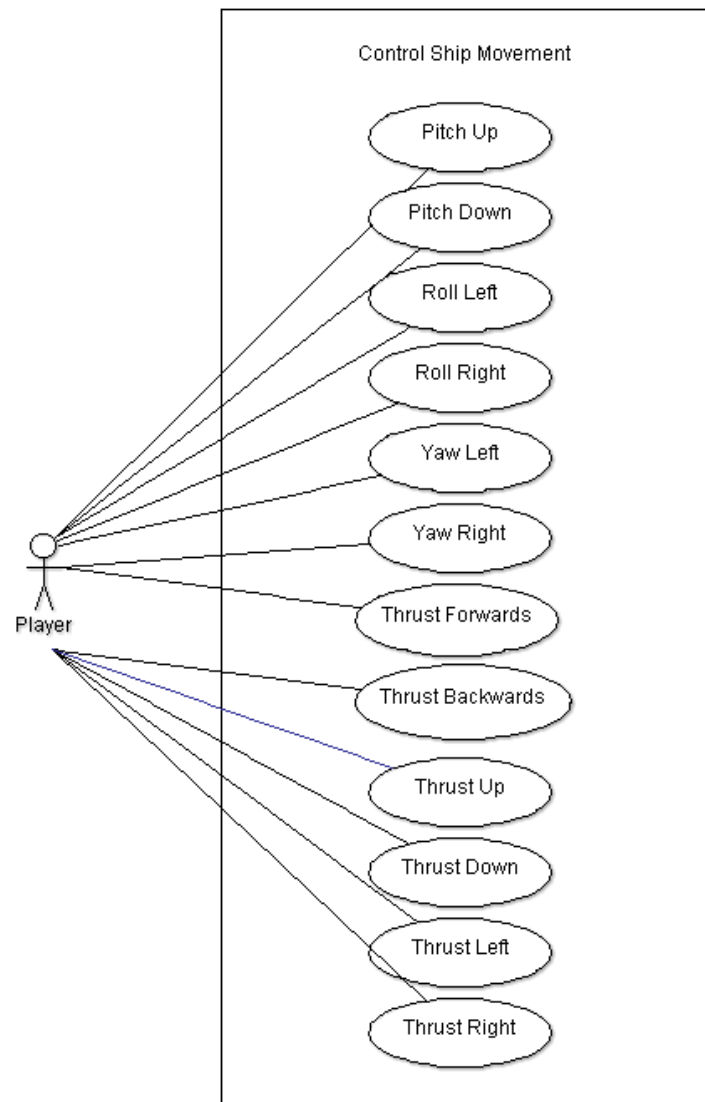 Control Ship Movement
Pitch Up
Pitch Down
Roll Left
Roll Right
Yaw Left
Yaw Right
Thrust Forwards
Player
Thrust Backwards
Thrust Up
Thrust Down
Thrust Left
Thrust Right